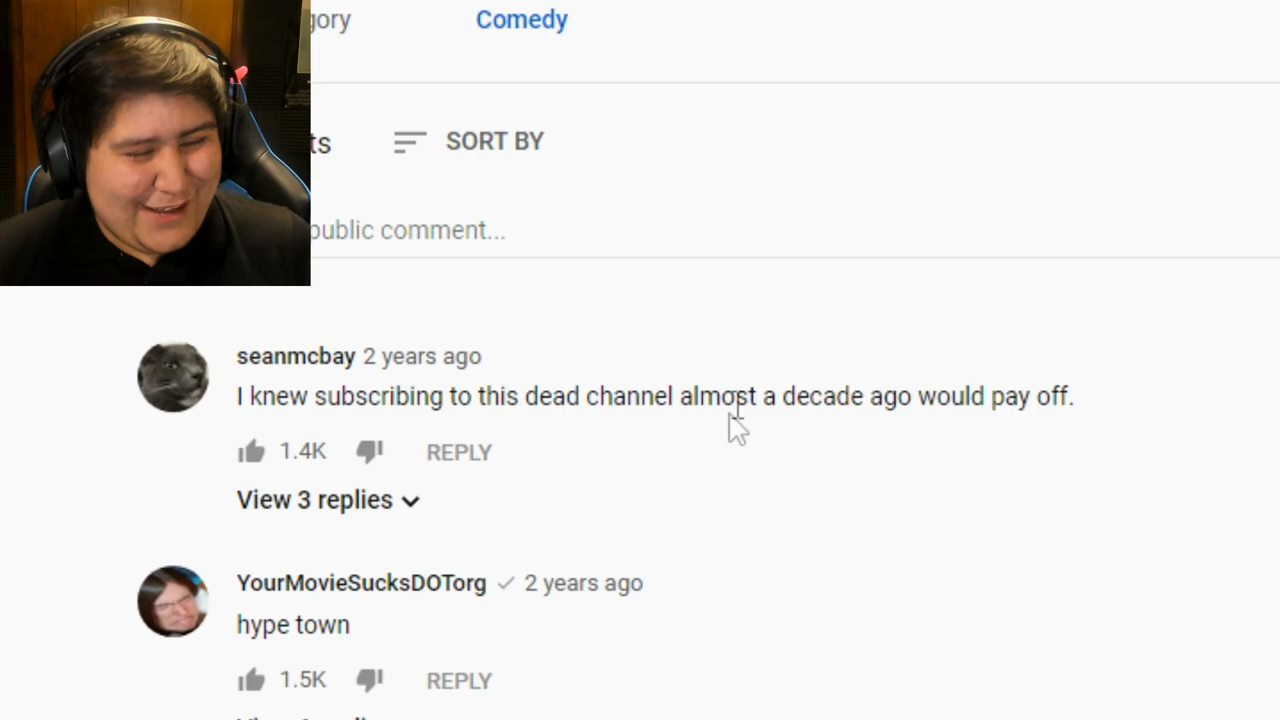 gory Comedy
ts SORT BY
public comment...
seanmcbay 2 years ago
I knew subscribing to this dead channel almost a decade ago would pay off.
1.4K REPLY
View 3 replies
YourMovieSucksDOTorg 2 years ago
hype town
1.5K REPLY